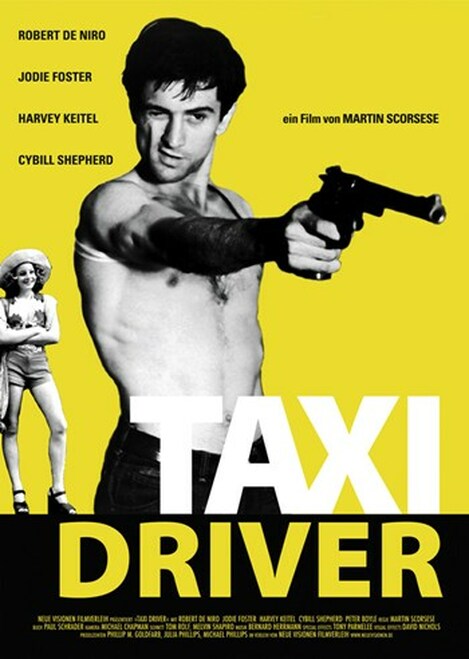 ROBERT DE NIRO
JODIE FOSTER
HARVEY KEITEL
CYBILL SHEPHERD
ein Film von MARTIN SCORSESE
TAXI
DRIVER
NEUE VISIONEN FILMVERLEIH PRÄSENTIERT »TAXI DRIVER« MIT ROBERT DE NIRO JODIE FOSTER HARVEY KEITEL CYBILL SHEPHERD PETER BOYLE REGIE MARTIN SCORSESE
BUCH PAUL SCHRADER KAMERA MICHAEL CHAPMAN SCHNITT TOM ROLF, MELVIN SHAPIRO MUSIK BERNARD HERRMANN SPECIAL EFFECTS TONY PARMELEE VISUAL EFFECTS DAVID NICHOLS
PRODUZENTEN PHILLIP M. GOLDFARB, JULIA PHILLIPS, MICHAEL PHILLIPS IM VERLEIH VON NEUE VISIONEN FILMVERLEIH WWW.NEUEVISIONEN.DE